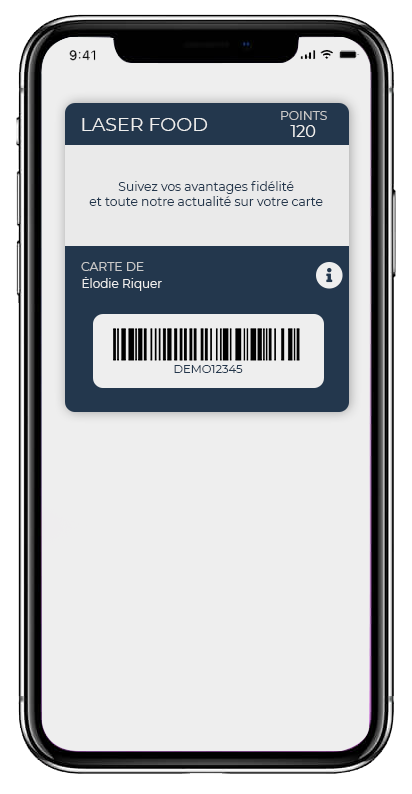 9:41
LASER FOOD
POINTS
120
Suivez vos avantages fidélité
et toute notre actualité sur votre carte
CARTE DE
Élodie Riquer
DEMO12345